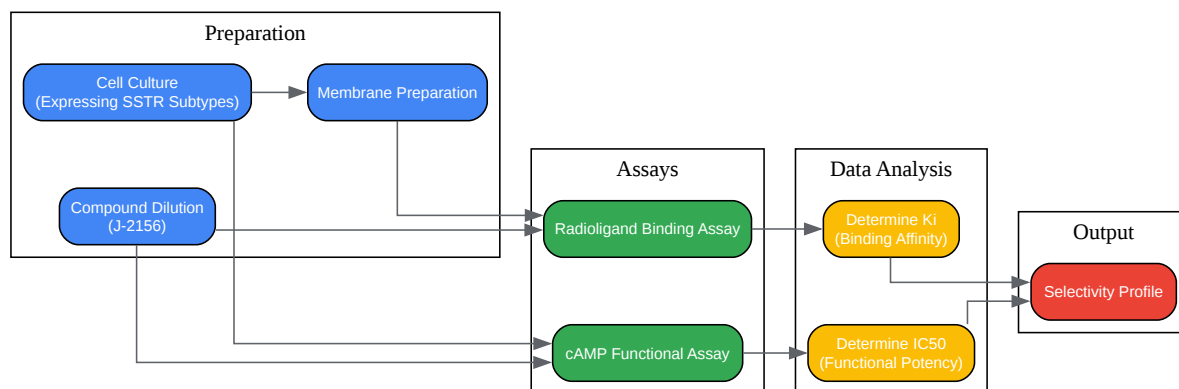 Preparation
Cell Culture
(Expressing SSTR Subtypes)
Membrane Preparation
Compound Dilution
(J-2156)
Assays
Radioligand Binding Assay
cAMP Functional Assay
Data Analysis
Determine Ki
(Binding Affinity)
Determine IC50
(Functional Potency)
Output
Selectivity Profile